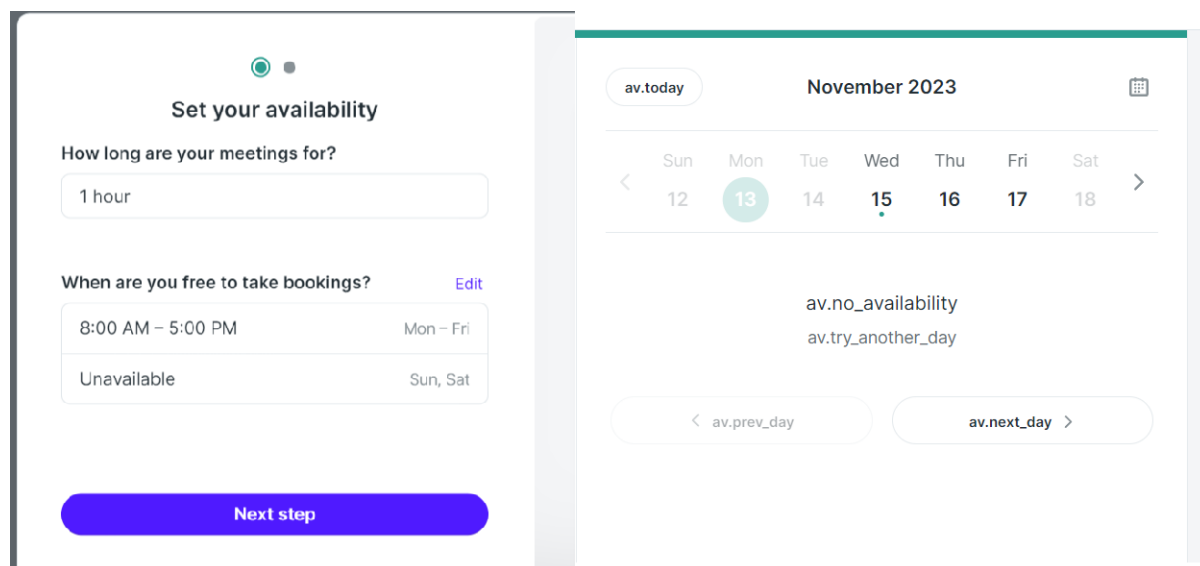 Set your availability
How long are your meetings for?
1 hour
When are you free to take bookings? Edit
8:00 AM – 5:00 PM Mon – Fri
Unavailable Sun, Sat
Next step
av.today November 2023
Sun Mon Tue Wed Thu Fri Sat
12 13 14 15 16 17 18
av.no_availability
av.try_another_day
av.prev_day av.next_day